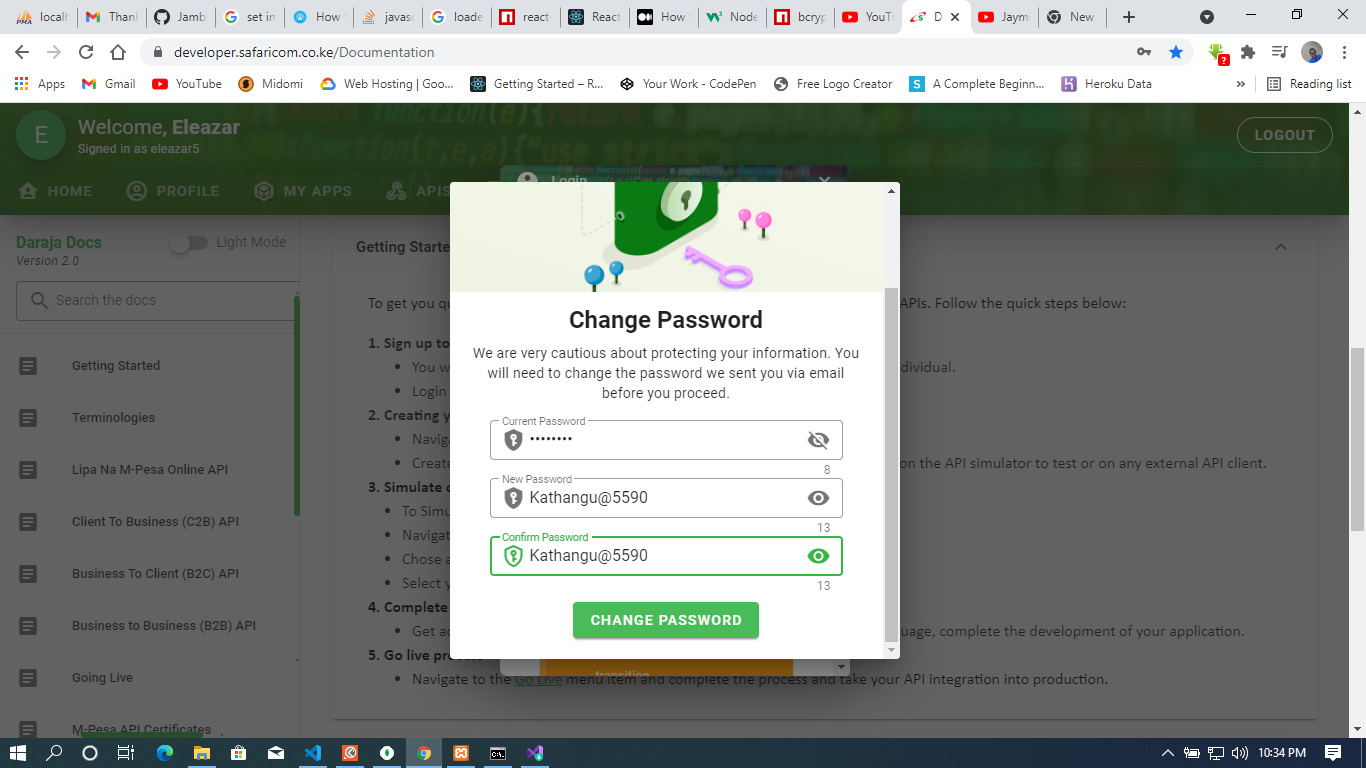 locall
Thank
Jamb
set im
How
javasc
loade
react
React
How t
Node
bcryp
YouTu
D
Jaym
New
developer.safaricom.co.ke/Documentation
Apps
Gmail
YouTube
Midomi
Web Hosting | Goo...
Getting Started – R...
Your Work - CodePen
Free Logo Creator
A Complete Beginn...
Heroku Data
»
Reading list
E
Welcome, Eleazar
Signed in as eleazar5
LOGOUT
HOME
PROFILE
MY APPS
APIS
Login
Daraja Docs
Version 2.0
Light Mode
Search the docs
Getting Started
Terminologies
Lipa Na M-Pesa Online API
Client To Business (C2B) API
Business To Client (B2C) API
Business to Business (B2B) API
Going Live
M-Pesa API Certificates
Getting Starte
To get you qu
APIs. Follow the quick steps below:
1. Sign up to
You w
dividual.
Login
2. Creating y
Naviga
Create
on the API simulator to test or on any external API client.
3. Simulate
To Simu
Navigat
Chose a
Select y
4. Complete
Get ac
uage, complete the development of your application.
5. Go live process
Navigate to the Go Live menu item and complete the process and take your API integration into production.
Change Password
We are very cautious about protecting your information. You
will need to change the password we sent you via email
before you proceed.
Current Password
••••••••
8
New Password
Kathangu@5590
13
Confirm Password
Kathangu@5590
13
CHANGE PASSWORD
transition
10:34 PM